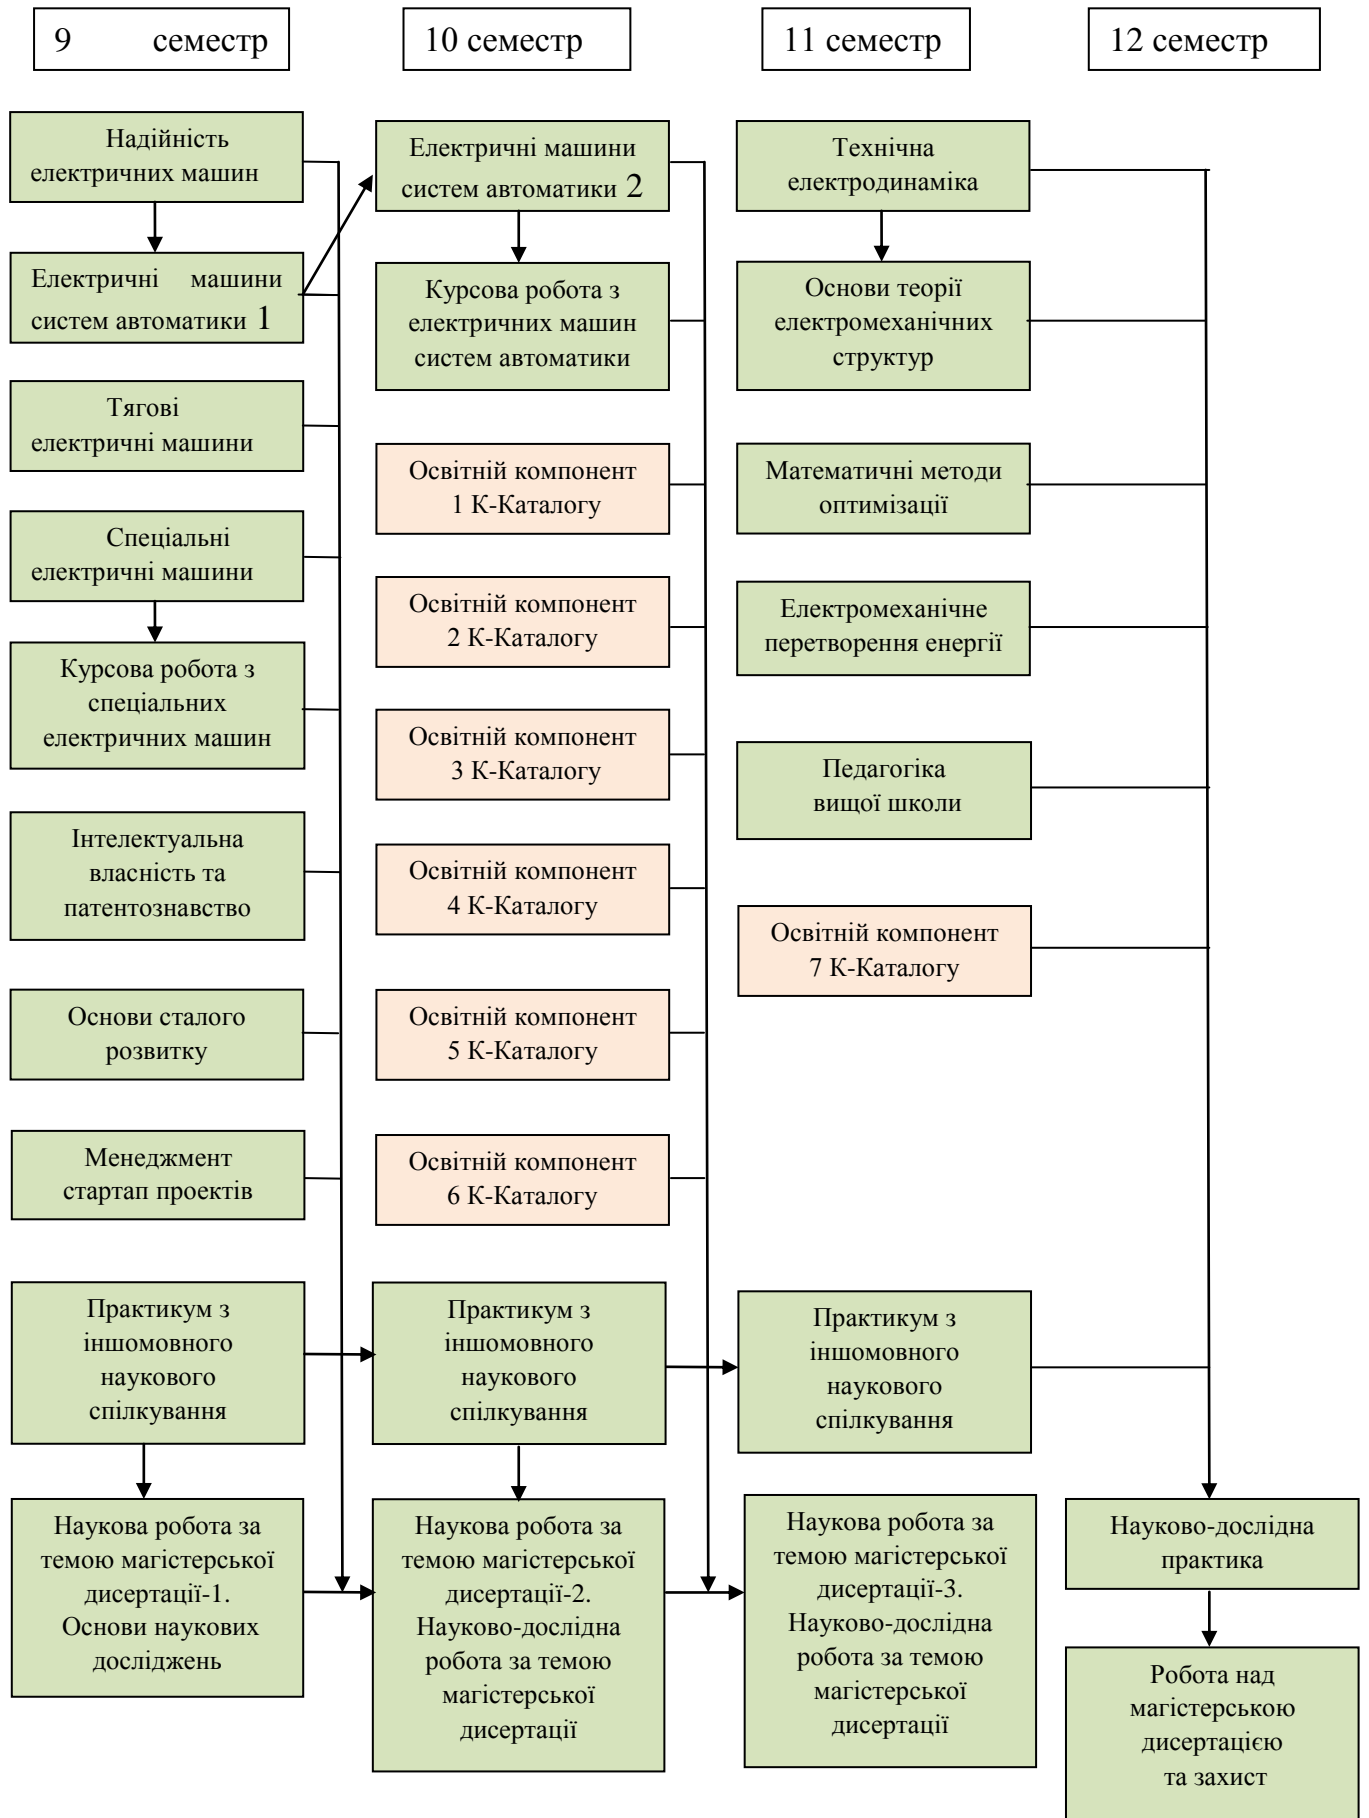 9 семестр
10 семестр
11 семестр
12 семестр
Надійність
електричних машин
Електричні машини
систем автоматики 1
Тягові
електричні машини
Спеціальні
електричні машини
Курсова робота з
спеціальних
електричних машин
Інтелектуальна
власність та
патентознавство
Основи сталого
розвитку
Менеджмент
стартап проектів
Практикум з
іншомовного
наукового
спілкування
Наукова робота за
темою магістерської
дисертації-1.
Основи наукових
досліджень
Електричні машини
систем автоматики 2
Курсова робота з
електричних машин
систем автоматики
Освітній компонент
1 К-Каталогу
Освітній компонент
2 К-Каталогу
Освітній компонент
3 К-Каталогу
Освітній компонент
4 К-Каталогу
Освітній компонент
5 К-Каталогу
Освітній компонент
6 К-Каталогу
Практикум з
іншомовного
наукового
спілкування
Наукова робота за
темою магістерської
дисертації-2.
Науково-дослідна
робота за темою
магістерської
дисертації
Технічна
електродинаміка
Основи теорії
електромеханічних
структур
Математичні методи
оптимізації
Електромеханічне
перетворення енергії
Педагогіка
вищої школи
Освітній компонент
7 К-Каталогу
Практикум з
іншомовного
наукового
спілкування
Наукова робота за
темою магістерської
дисертації-3.
Науково-дослідна
робота за темою
магістерської
дисертації
Науково-дослідна
практика
Робота над
магістерською
дисертацією
та захист